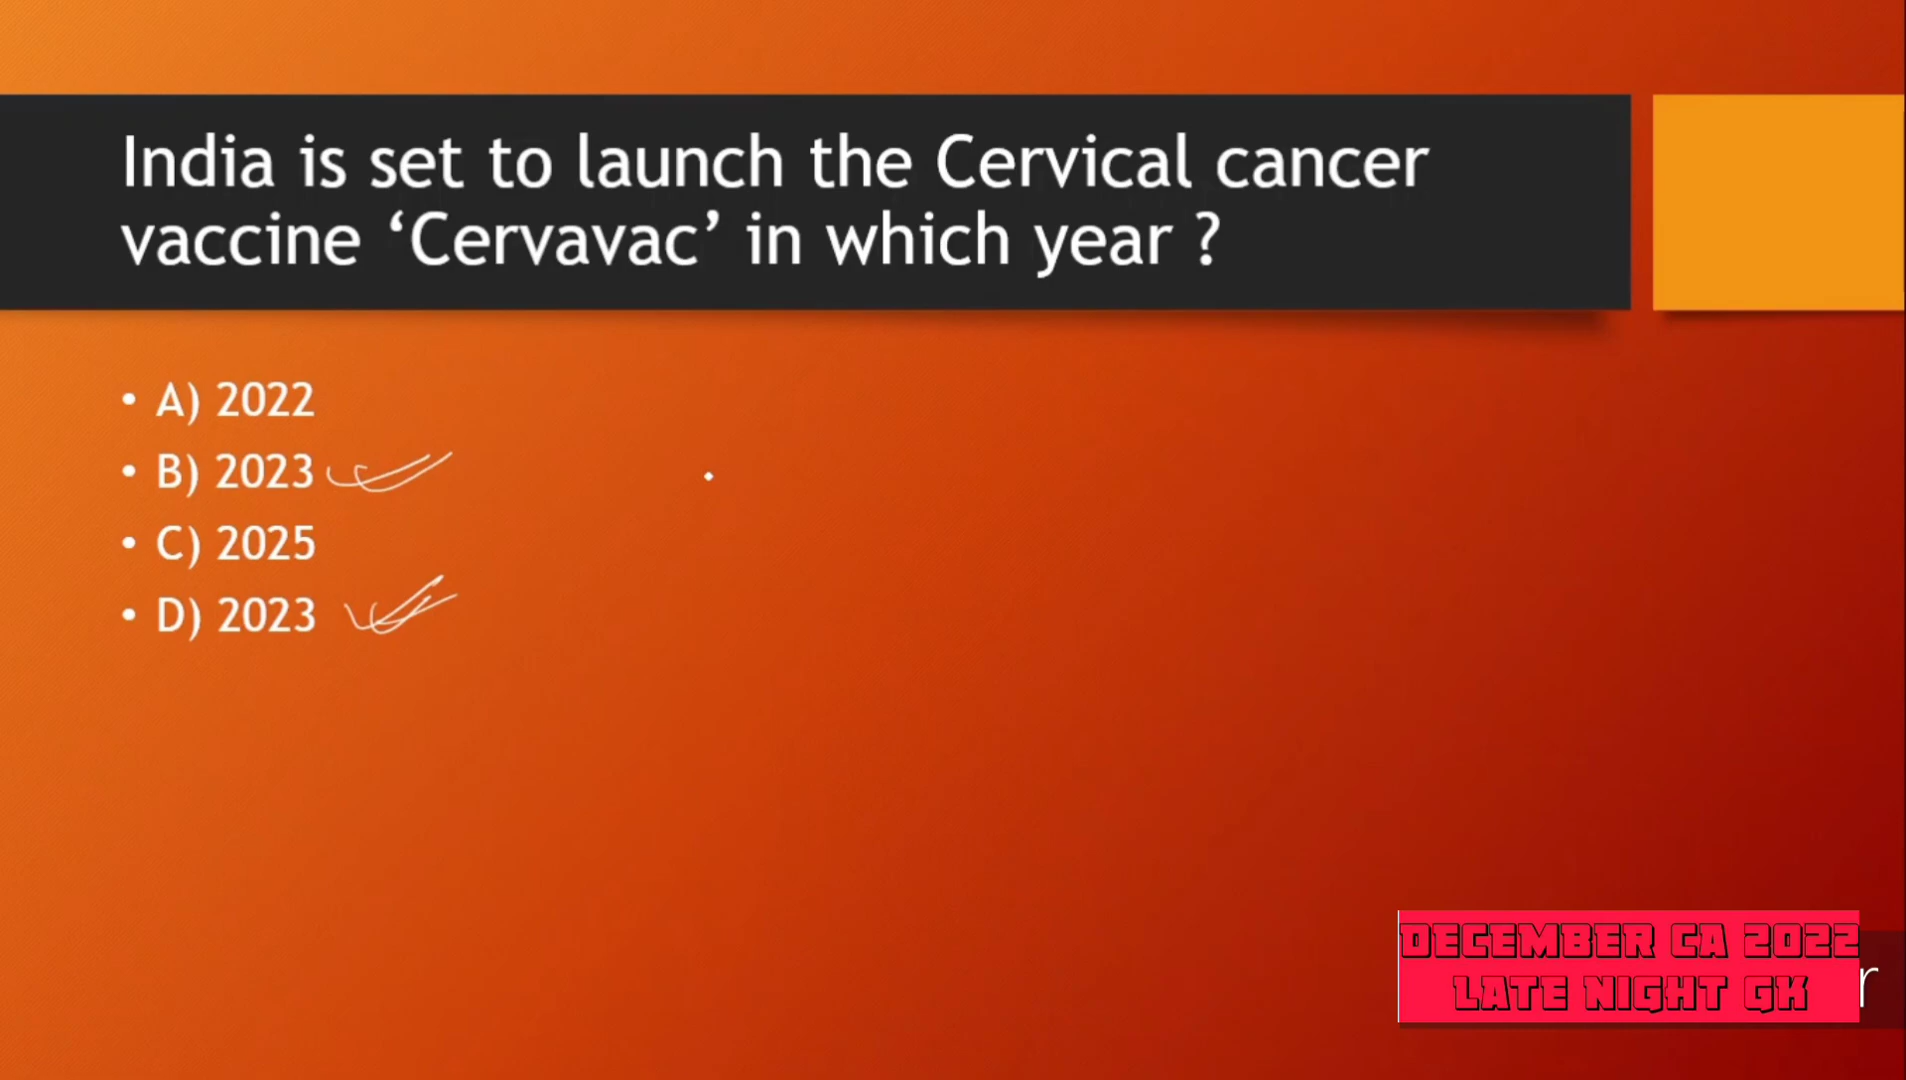 India is set to launch the Cervical cancer
vaccine ‘Cervavac’ in which year ?
• A) 2022
• B) 2023
• C) 2025
• D) 2023
DECEMBER CA 2022
LATE NIGHT GK
r